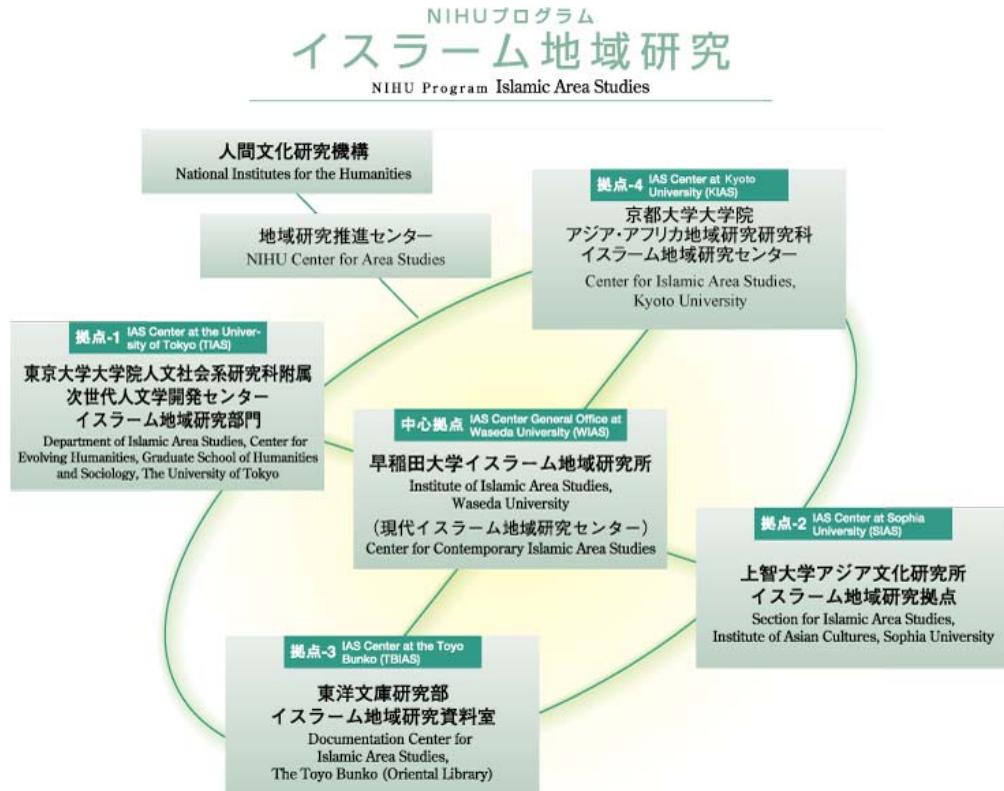 NIHUプログラム
イスラーム地域研究
NIHU Program Islamic Area Studies
人間文化研究機構
National Institutes for the Humanities
地域研究推進センター
NIHU Center for Area Studies
拠点-4
IAS Center at Kyoto
University (KIAS)
京都大学大学院
アジア・アフリカ地域研究研究科
イスラーム地域研究センター
Center for Islamic Area Studies,
Kyoto University
拠点-1
IAS Center at the Univer-
sity of Tokyo (TIAS)
東京大学大学院人文社会系研究科附属
次世代人文学開発センター
イスラーム地域研究部門
Department of Islamic Area Studies, Center for
Evolving Humanities, Graduate School of Humanities
and Sociology, The University of Tokyo
中心拠点
IAS Center General Office at
Waseda University (WIAS)
早稲田大学イスラーム地域研究所
Institute of Islamic Area Studies,
Waseda University
（現代イスラーム地域研究センター）
Center for Contemporary Islamic Area Studies
拠点-2
IAS Center at Sophia
University (SIAS)
上智大学アジア文化研究所
イスラーム地域研究拠点
Section for Islamic Area Studies,
Institute of Asian Cultures, Sophia University
拠点-3
IAS Center at the Toyo
Bunko (TBIAS)
東洋文庫研究部
イスラーム地域研究資料室
Documentation Center for
Islamic Area Studies,
The Toyo Bunko (Oriental Library)